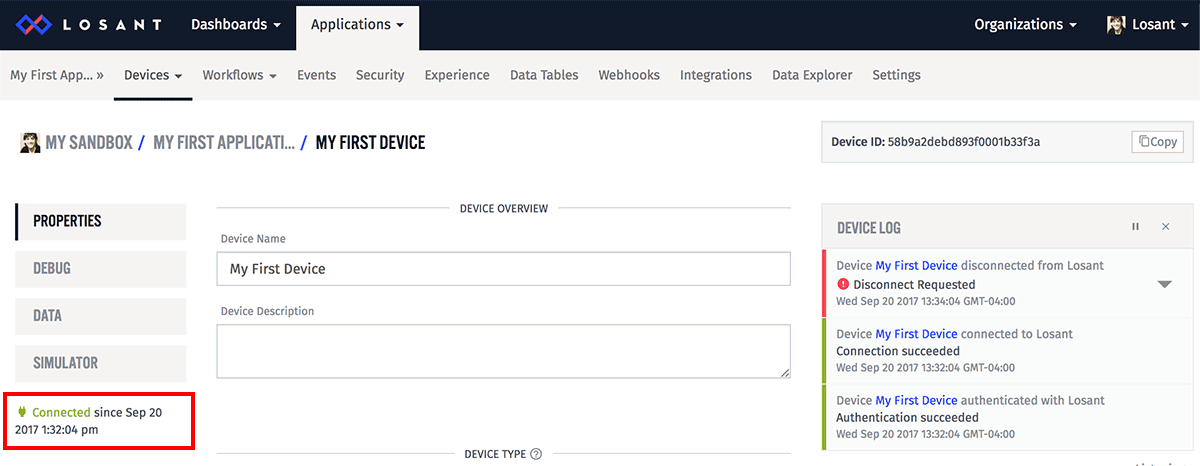 LOSANT Dashboards Applications Organizations Losant
My First App... » Devices Workflows Events Security Experience Data Tables Webhooks Integrations Data Explorer Settings
MY SANDBOX / MY FIRST APPLICATI... / MY FIRST DEVICE
Device ID: 58b9a2debd893f0001b33f3a Copy
PROPERTIES
DEBUG
DATA
SIMULATOR
Connected since Sep 20
2017 1:32:04 pm
DEVICE OVERVIEW
Device Name
My First Device
Device Description
DEVICE TYPE ?
DEVICE LOG
Device My First Device disconnected from Losant
! Disconnect Requested
Wed Sep 20 2017 13:34:04 GMT-04:00
Device My First Device connected to Losant
Connection succeeded
Wed Sep 20 2017 13:32:04 GMT-04:00
Device My First Device authenticated with Losant
Authentication succeeded
Wed Sep 20 2017 13:32:04 GMT-04:00